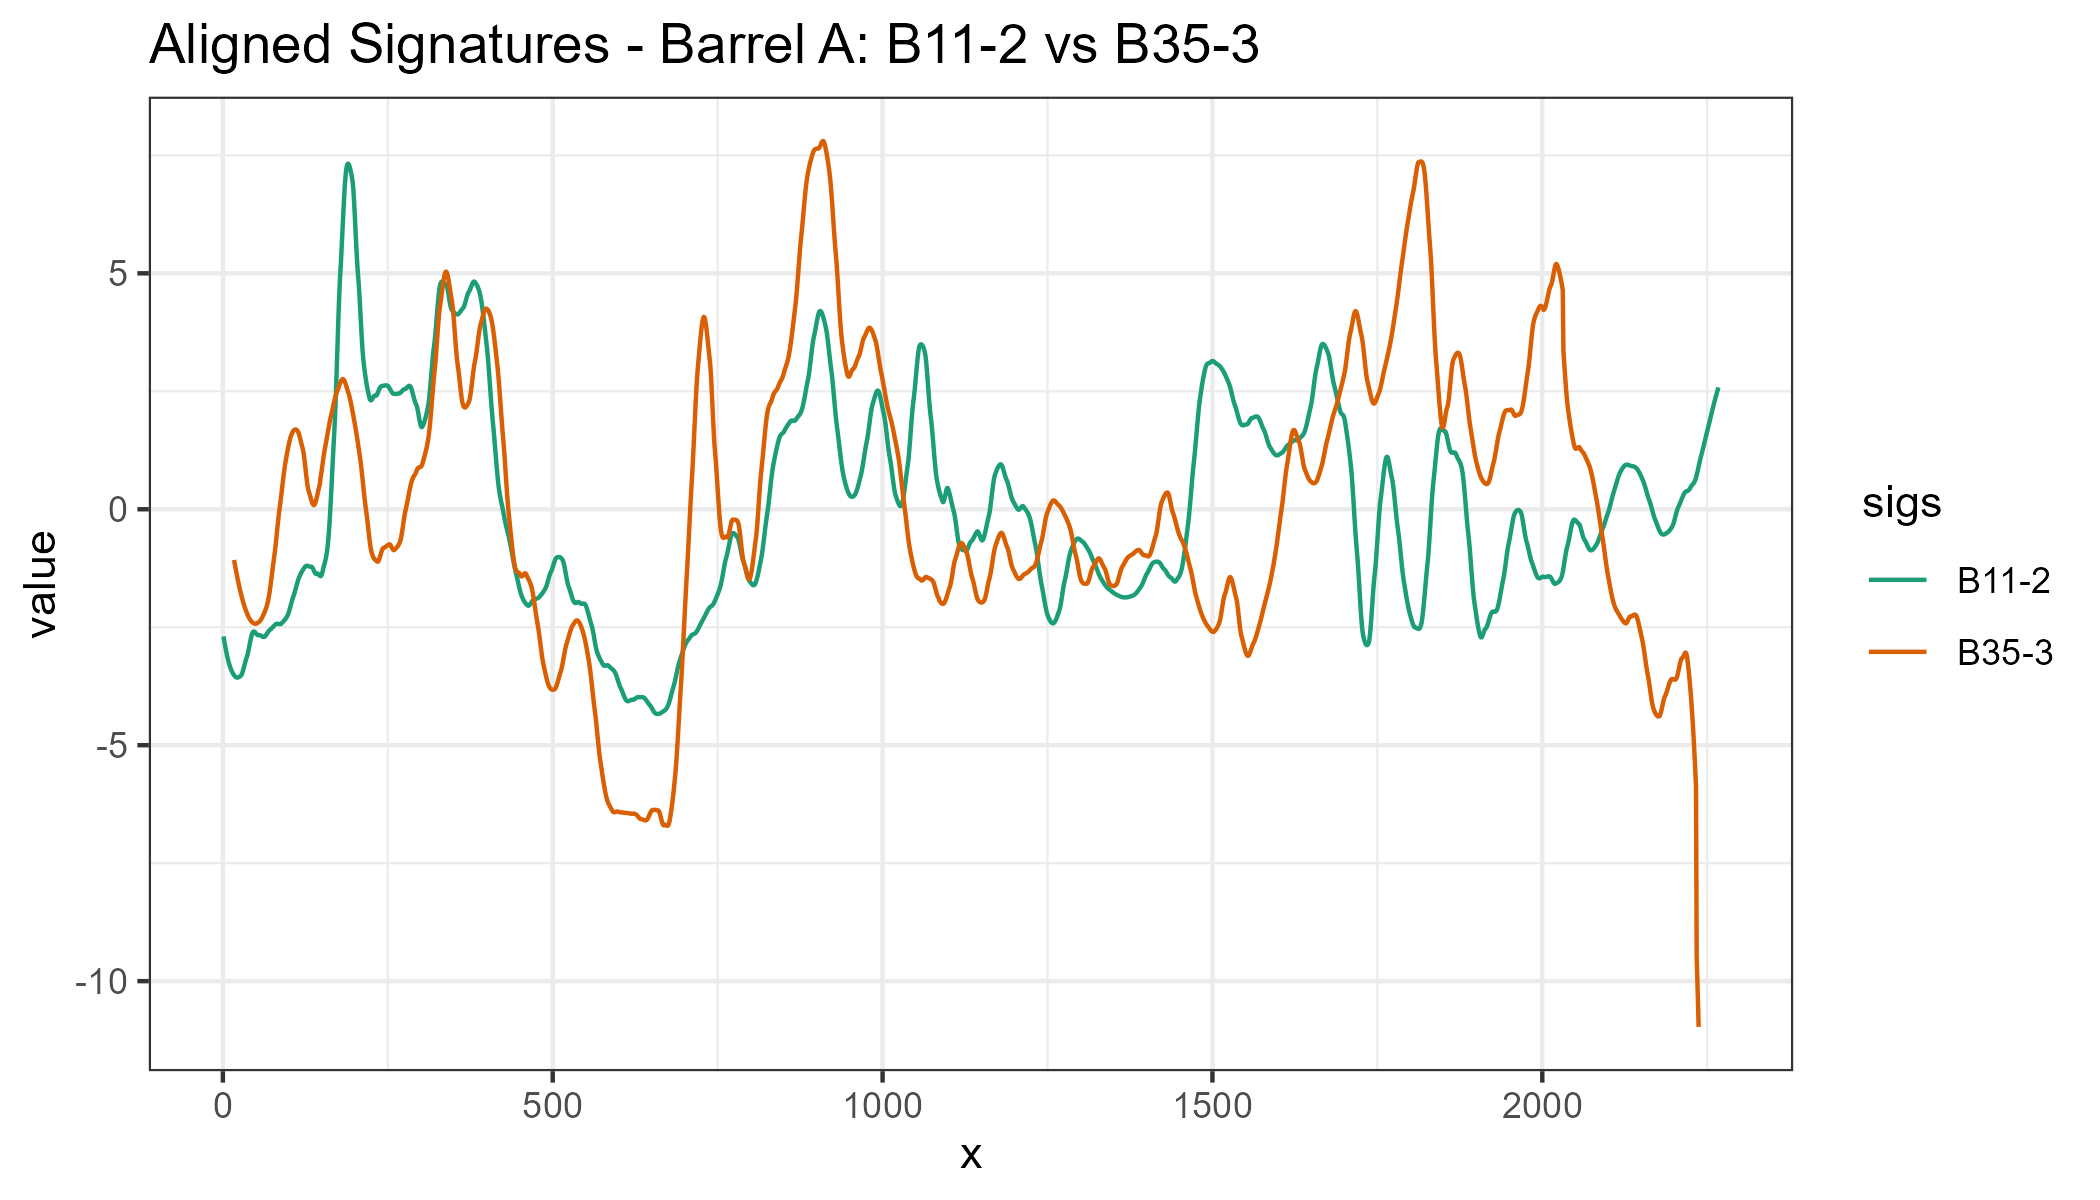 Aligned Signatures - Barrel A: B11-2 vs B35-3
value
5
0
-5
-10
0 500 1000 1500 2000
x
sigs
B11-2
B35-3